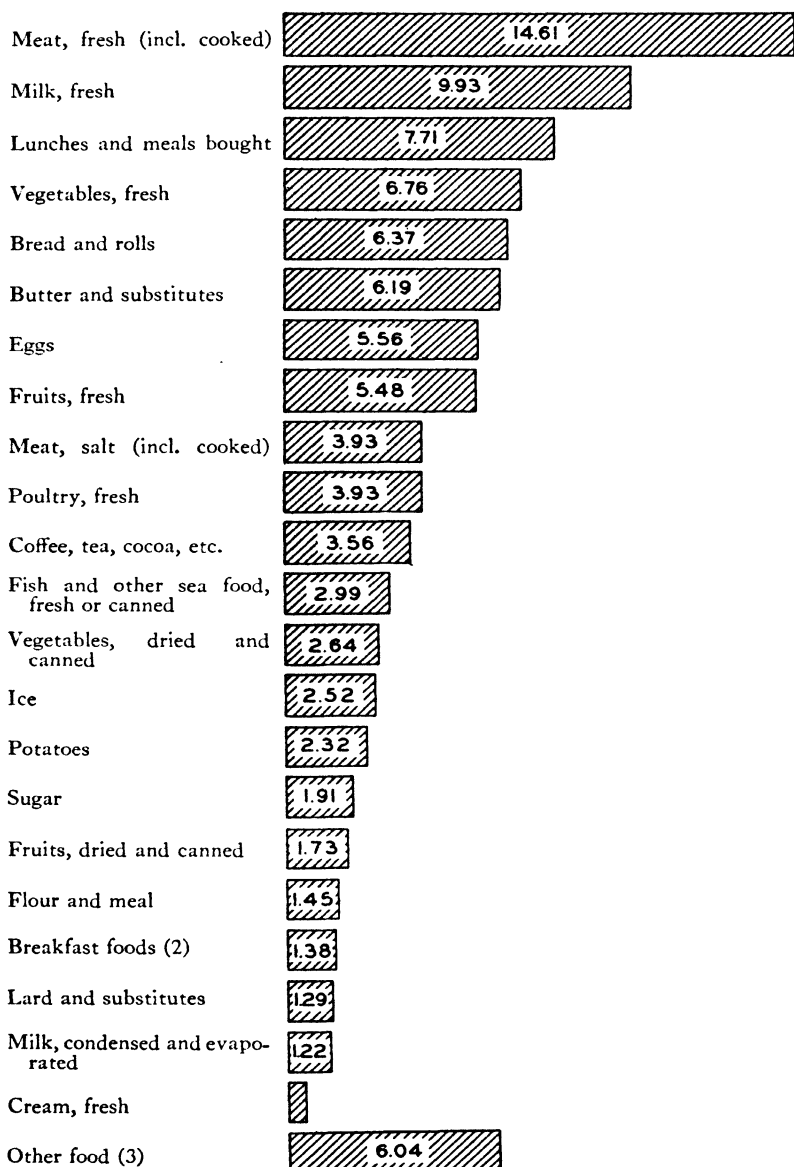 Meat, fresh (incl. cooked) 14.61
Milk, fresh 9.93
Lunches and meals bought 7.71
Vegetables, fresh 6.76
Bread and rolls 6.37
Butter and substitutes 6.19
Eggs 5.56
Fruits, fresh 5.48
Meat, salt (incl. cooked) 3.93
Poultry, fresh 3.93
Coffee, tea, cocoa, etc. 3.56
Fish and other sea food,
fresh or canned 2.99
Vegetables, dried and
canned 2.64
Ice 2.52
Potatoes 2.32
Sugar 1.91
Fruits, dried and canned 1.73
Flour and meal 1.45
Breakfast foods (2) 1.38
Lard and substitutes 1.29
Milk, condensed and evapo-
rated 1.22
Cream, fresh
Other food (3) 6.04